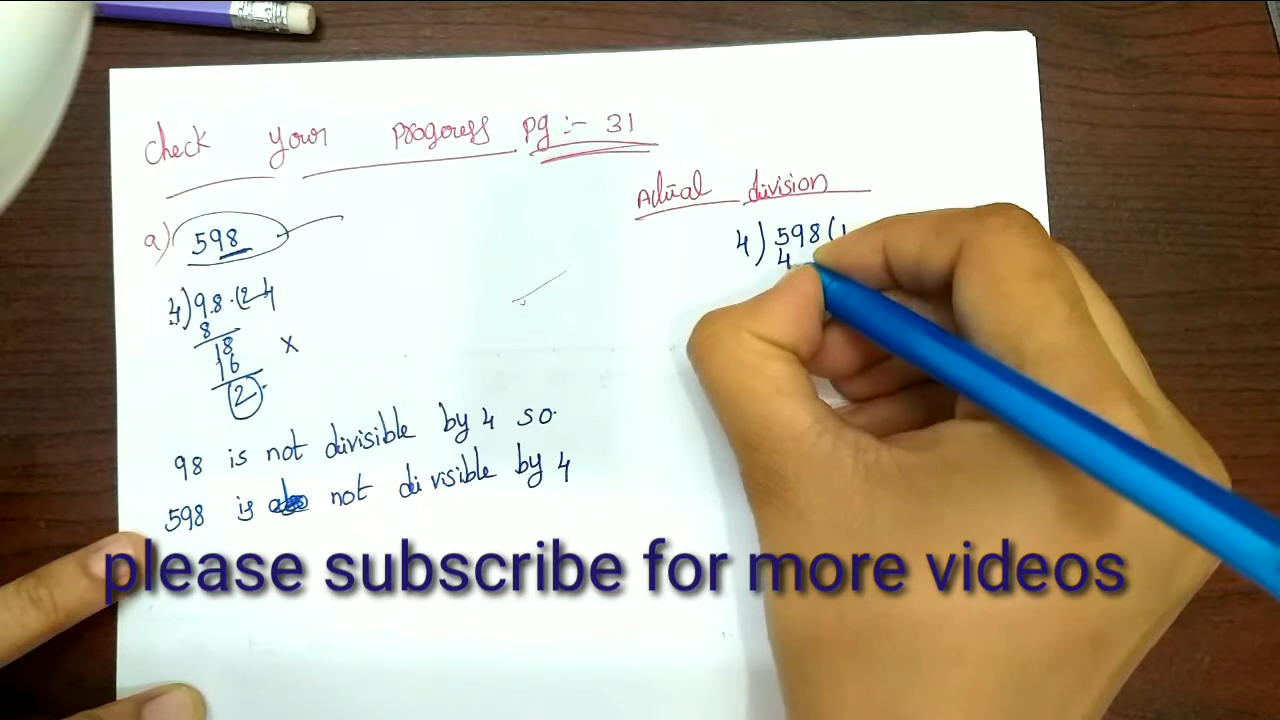 check your progress pg :- 31
Actual division
a) 598
4) 598 (1
4
4) 98 (24
8
18
16
2
x
98 is not divisible by 4 so
598 is not divisible by 4
please subscribe for more videos